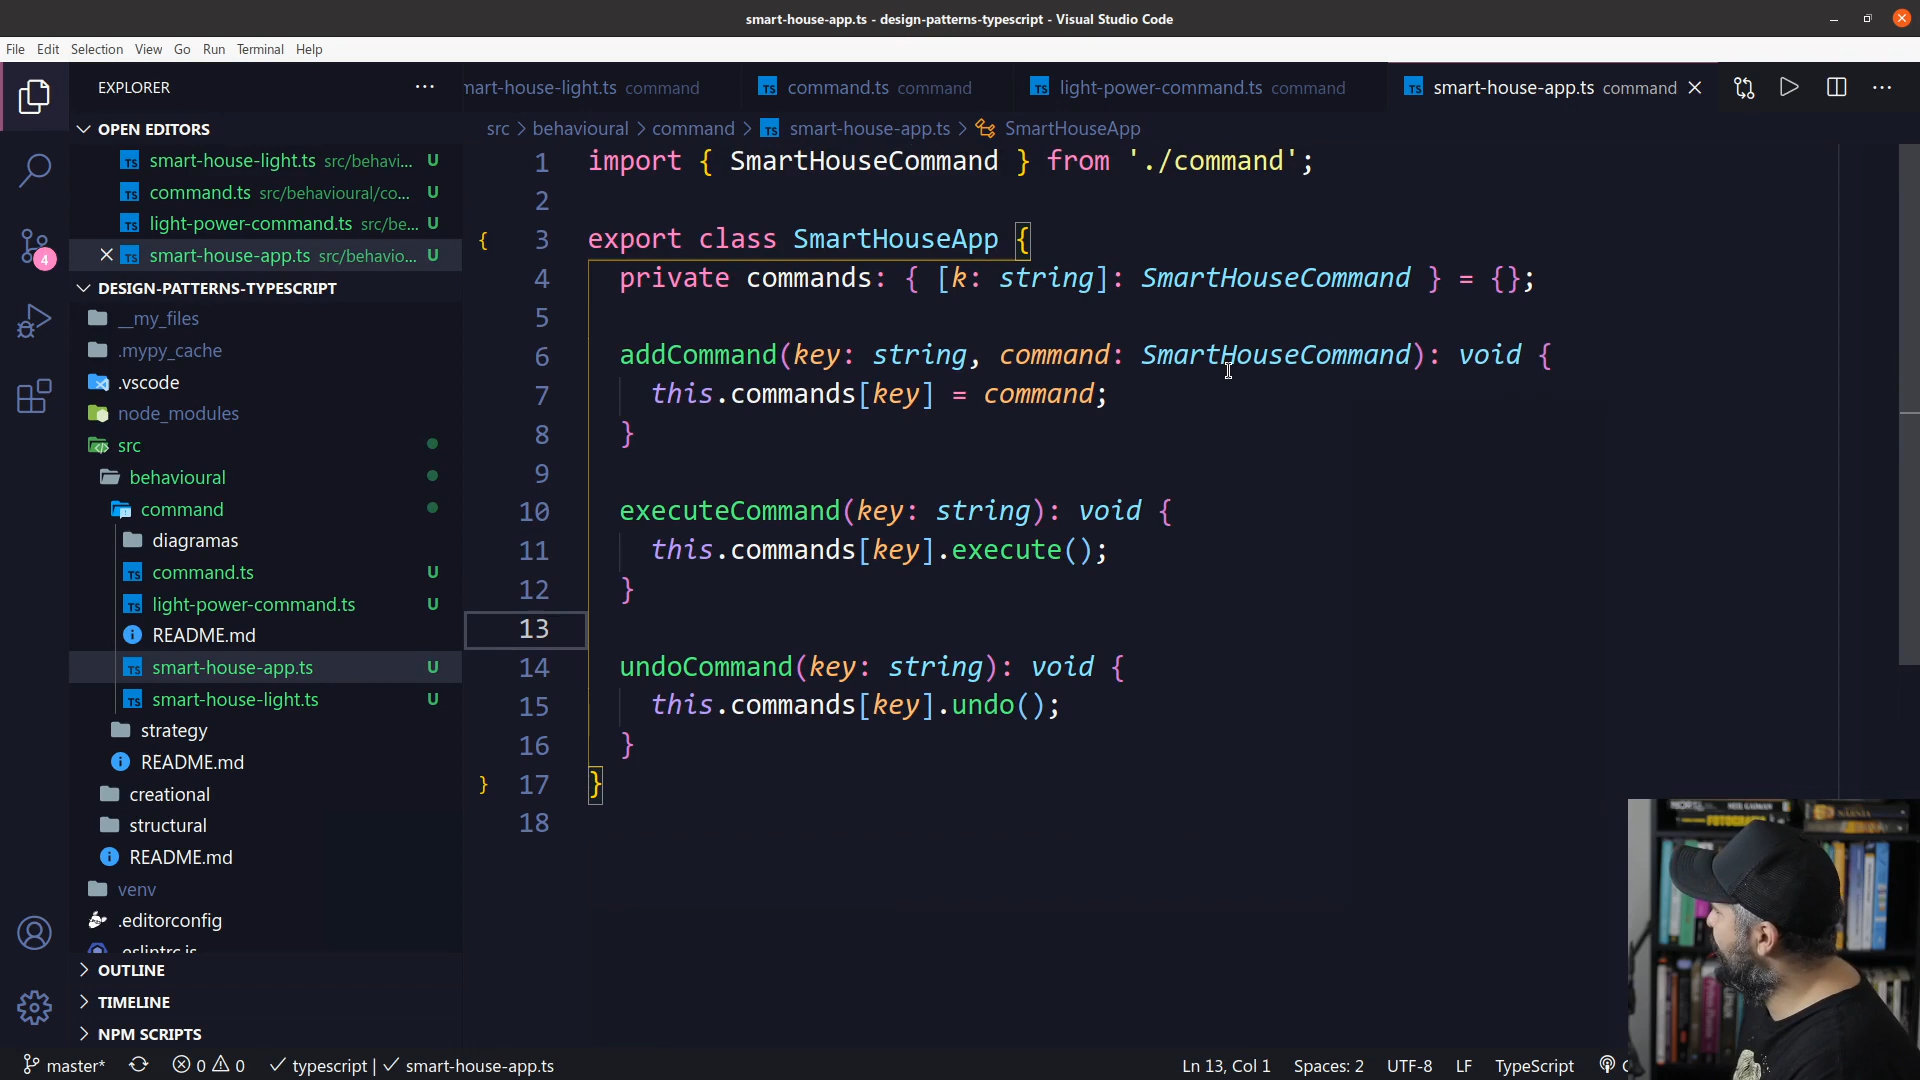 smart-house-app.ts - design-patterns-typescript - Visual Studio Code
File Edit Selection View Go Run Terminal Help
EXPLORER
mart-house-light.ts command
command.ts command
light-power-command.ts command
smart-house-app.ts command
OPEN EDITORS
smart-house-light.ts src/behavi... U
command.ts src/behavioural/co... U
light-power-command.ts src/be... U
smart-house-app.ts src/behavio... U
DESIGN-PATTERNS-TYPESCRIPT
__my_files
.mypy_cache
.vscode
node_modules
src
behavioural
command
diagramas
command.ts U
light-power-command.ts U
README.md
smart-house-app.ts U
smart-house-light.ts U
strategy
README.md
creational
structural
README.md
venv
.editorconfig
.eslintrc.js
OUTLINE
TIMELINE
NPM SCRIPTS
4
src > behavioural > command > smart-house-app.ts > SmartHouseApp
1 import { SmartHouseCommand } from './command';
2
3 export class SmartHouseApp {
4 private commands: { [k: string]: SmartHouseCommand } = {};
5
6 addCommand(key: string, command: SmartHouseCommand): void {
7 this.commands[key] = command;
8 }
9
10 executeCommand(key: string): void {
11 this.commands[key].execute();
12 }
13
14 undoCommand(key: string): void {
15 this.commands[key].undo();
16 }
17 }
18
master* 0 0 typescript | smart-house-app.ts Ln 13, Col 1 Spaces: 2 UTF-8 LF TypeScript